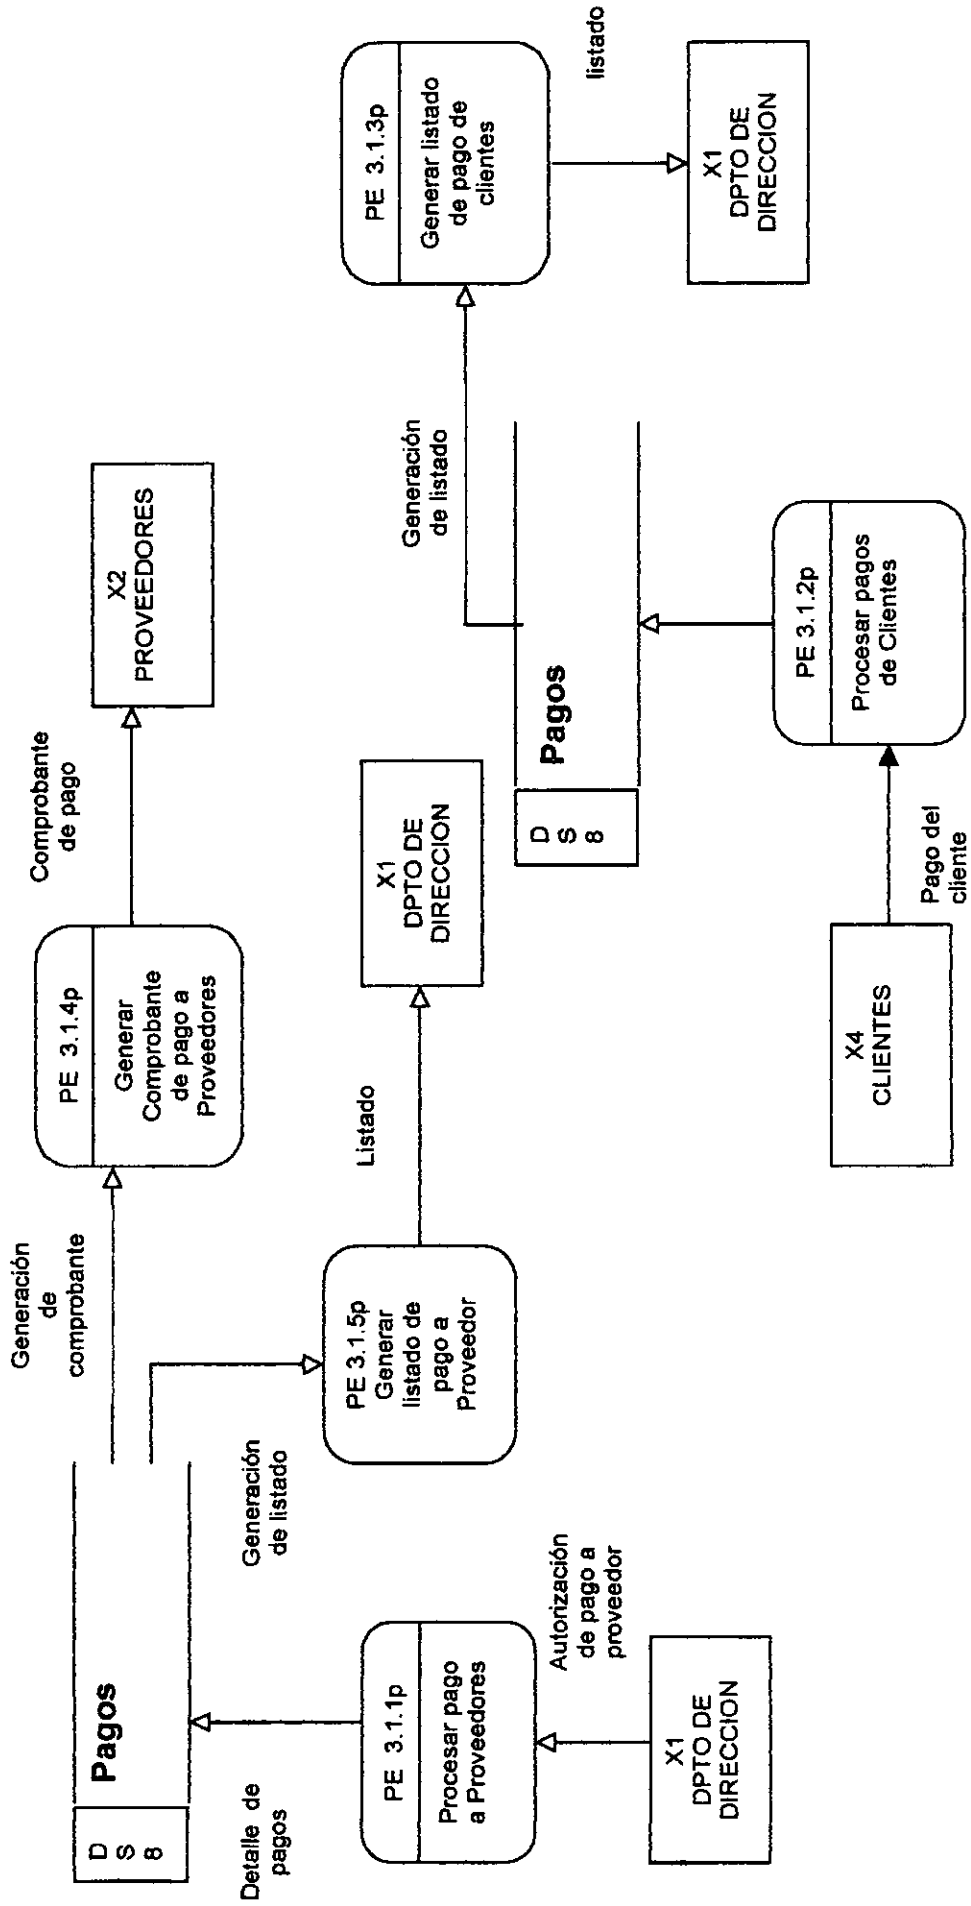 D
S
8
Pagos
Detalle de
pagos
PE 3.1.1p
Procesar pago
a Proveedores
Autorización
de pago a
proveedor
X1
DPTO DE
DIRECCION
Generación
de
comprobante
Generación
de listado
PE 3.1.5p
Generar
listado de
pago a
Proveedor
PE 3.1.4p
Generar
Comprobante
de pago a
Proveedores
Listado
Comprobante
de pago
X2
PROVEEDORES
X1
DPTO DE
DIRECCION
X4
CLIENTES
Pago del
cliente
D
S
8
Pagos
PE 3.1.2p
Procesar pagos
de Clientes
Generación
de listado
PE 3.1.3p
Generar listado
de pago de
clientes
listado
X1
DPTO DE
DIRECCION